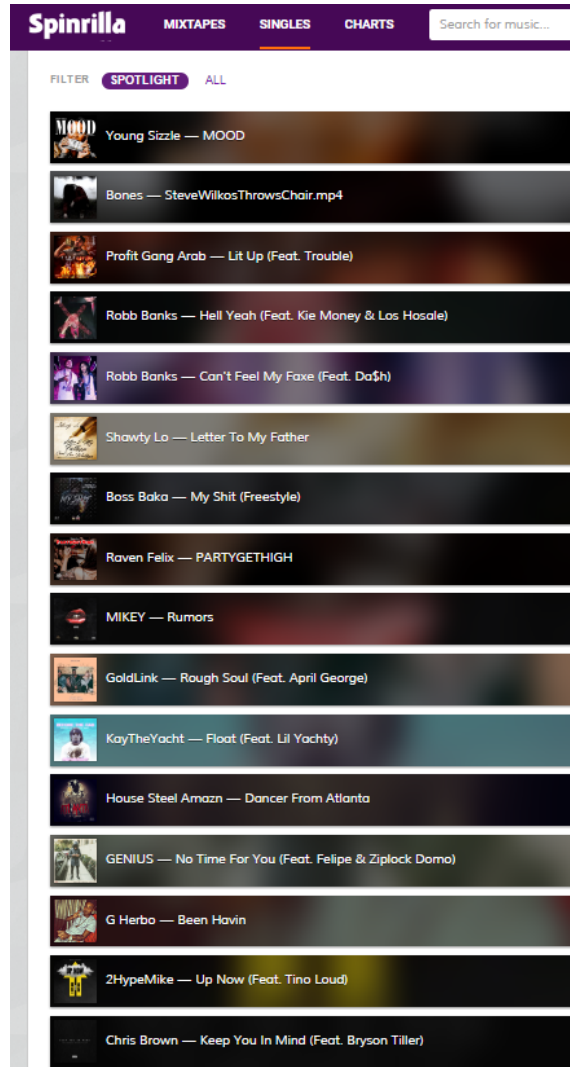 Spinrilla MIXTAPES SINGLES CHARTS Search for music...
FILTER SPOTLIGHT ALL
MOOD
Young Sizzle — MOOD
Bones — SteveWilkosThrowsChair.mp4
Profit Gang Arab — Lit Up (Feat. Trouble)
Robb Banks — Hell Yeah (Feat. Kie Money & Los Hosale)
Robb Banks — Can't Feel My Faxe (Feat. Da$h)
Shawty Lo — Letter To My Father
Boss Baka — My Shit (Freestyle)
Raven Felix — PARTYGETHIGH
MIKEY — Rumors
GoldLink — Rough Soul (Feat. April George)
KayTheYacht — Float (Feat. Lil Yachty)
House Steel Amazn — Dancer From Atlanta
GENIUS — No Time For You (Feat. Felipe & Ziplock Domo)
G Herbo — Been Havin
2HypeMike — Up Now (Feat. Tino Loud)
Chris Brown — Keep You In Mind (Feat. Bryson Tiller)